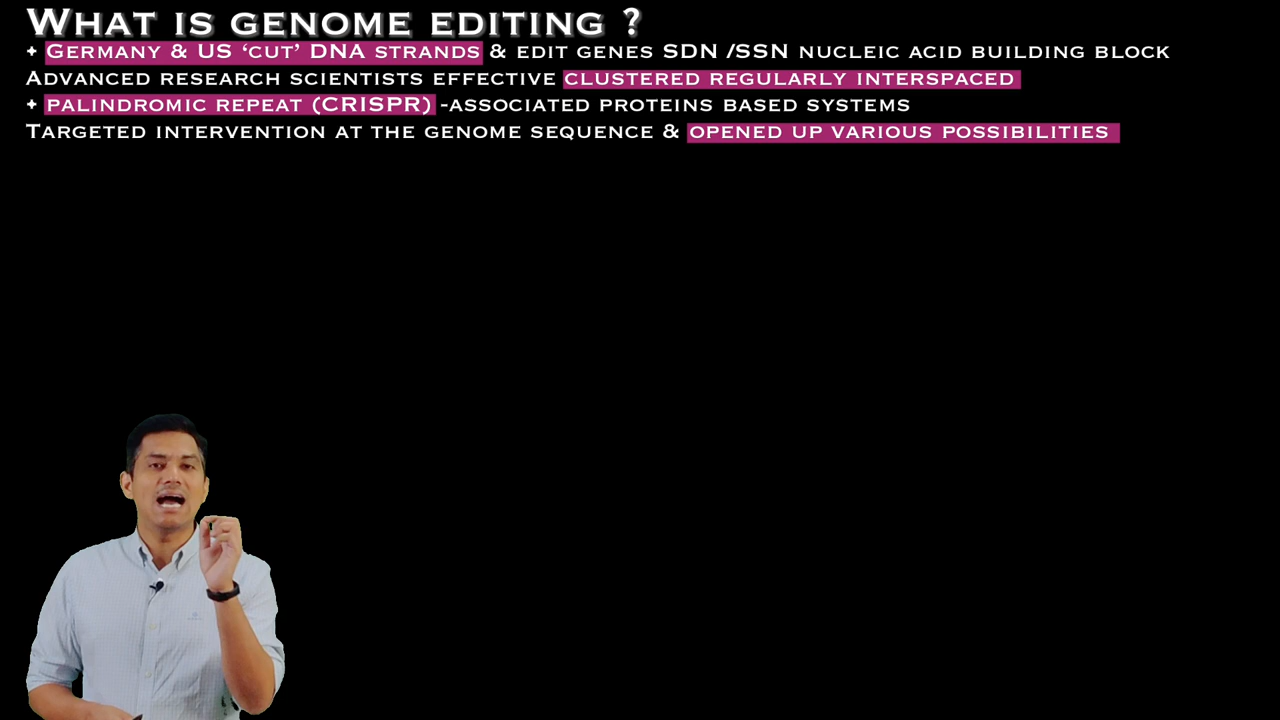 What is genome editing ?
+ Germany & US ‘cut’ DNA strands & edit genes SDN /SSN nucleic acid building block
Advanced research scientists effective clustered regularly interspaced
+ palindromic repeat (CRISPR) -associated proteins based systems
Targeted intervention at the genome sequence & opened up various possibilities